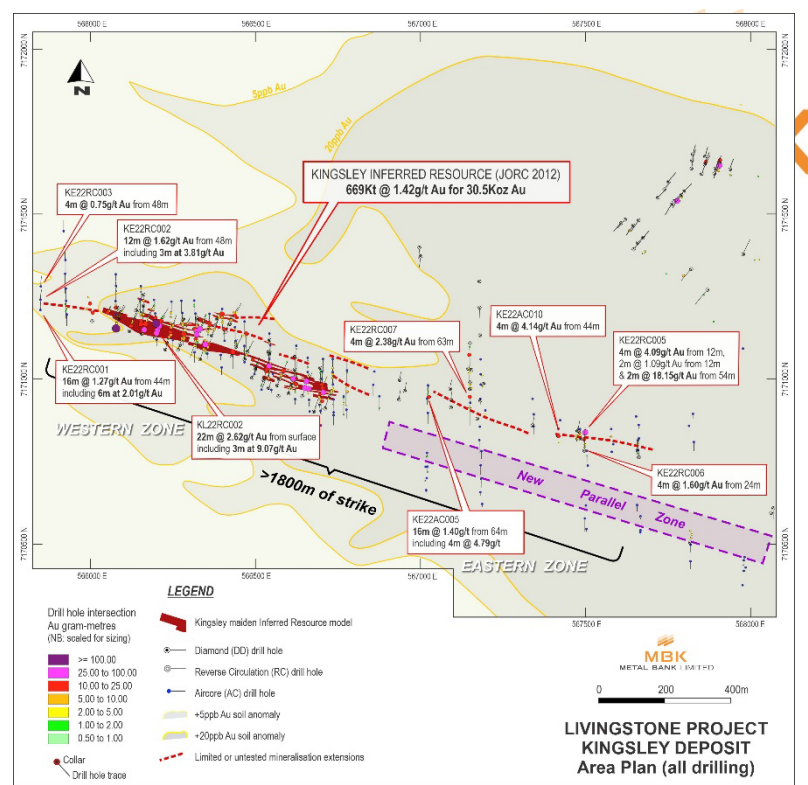 568000 E
568500 E
567000 E
567500 E
568000 E
7172000 N
7172000 N
N
5ppb Au
20ppb Au
KINGSLEY INFERRED RESOURCE (JORC 2012)
669Kt @ 1.42g/t Au for 30.5Koz Au
KE22RC003
4m @ 0.75g/t Au from 48m
KE22RC002
12m @ 1.62g/t Au from 48m
including 3m at 3.81g/t Au
7171500 N
7171500 N
KE22RC007
4m @ 2.38g/t Au from 63m
KE22AC010
4m @ 4.14g/t Au from 44m
KE22RC005
4m @ 4.09g/t Au from 12m,
2m @ 1.09g/t Au from 12m
& 2m @ 18.15g/t Au from 54m
KE22RC001
16m @ 1.27g/t Au from 44m
including 6m at 2.01g/t Au
7171000 N
7171000 N
WESTERN ZONE
KL22RC002
22m @ 2.62g/t Au from surface
including 3m at 9.07g/t Au
>1800m of strike
KE22RC006
4m @ 1.60g/t Au from 24m
New Parallel Zone
KE22AC005
16m @ 1.40g/t from 64m
including 4m @ 4.79g/t
EASTERN ZONE
7170500 N
7170500 N
568000 E
566500 E
567000 E
567500 E
568000 E
LEGEND
Drill hole intersection
Au gram-metres
(NB: scaled for sizing)
>= 100.00
25.00 to 100.00
10.00 to 25.00
5.00 to 10.00
2.00 to 5.00
1.00 to 2.00
0.50 to 1.00
Collar
Drill hole trace
Kingsley maiden Inferred Resource model
Diamond (DD) drill hole
Reverse Circulation (RC) drill hole
Aircore (AC) drill hole
+5ppb Au soil anomaly
+20ppb Au soil anomaly
Limited or untested mineralisation extensions
MBK
METAL BANK LIMITED
0 200 400m
LIVINGSTONE PROJECT
KINGSLEY DEPOSIT
Area Plan (all drilling)